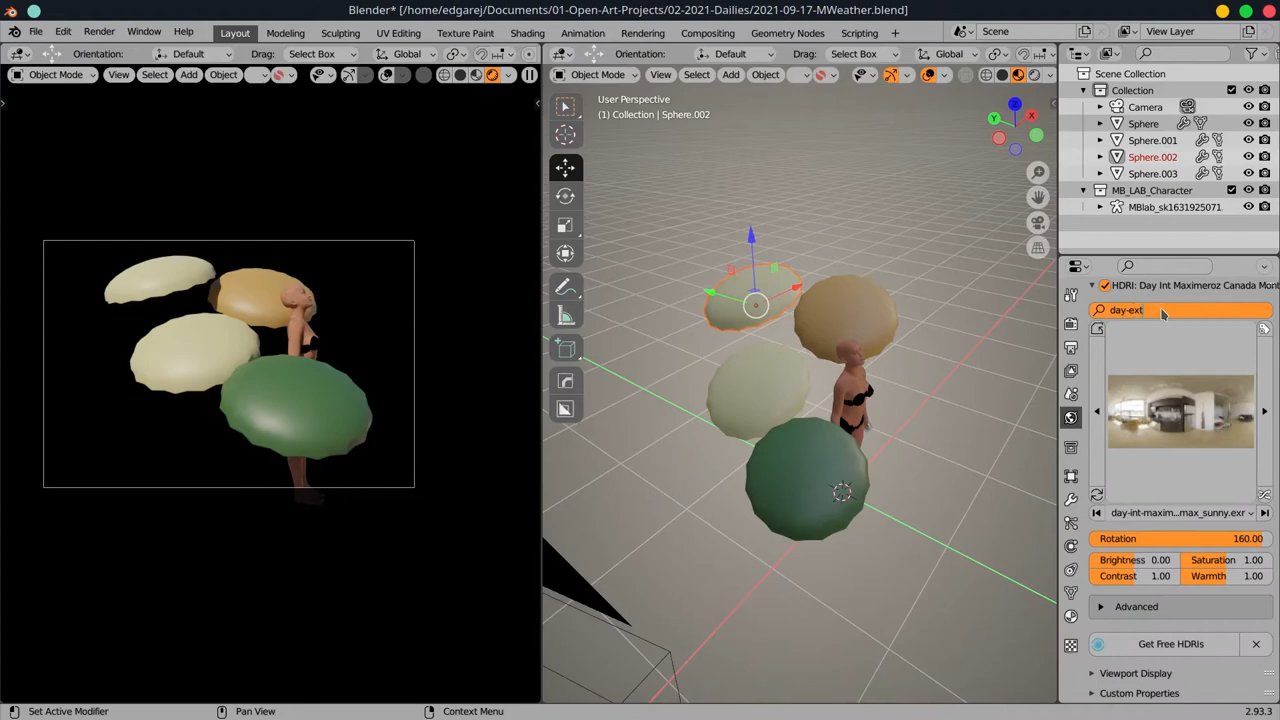 Blender* [/home/edgarej/Documents/01-Open-Art-Projects/02-2021-Dailies/2021-09-17-MWeather.blend]
File Edit Render Window Help Layout Modeling Sculpting UV Editing Texture Paint Shading Animation Rendering Compositing Geometry Nodes Scripting Scene View Layer
Orientation: Default Drag: Select Box Global
Orientation: Default Drag: Select Box Global
Object Mode View Select Add Object
Object Mode View Select Add Object
User Perspective
(1) Collection | Sphere.002
Z
Y
X
Scene Collection
Collection
Camera
Sphere
Sphere.001
Sphere.002
Sphere.003
MB_LAB_Character
MBlab_sk1631925071
HDRI: Day Int Maximeroz Canada Mont
day-ext
day-int-maxim...max_sunny.exr
Rotation 160.00
Brightness 0.00 Saturation 1.00
Contrast 1.00 Warmth 1.00
Advanced
Get Free HDRIs
Viewport Display
Custom Properties
Set Active Modifier Pan View Context Menu 2.93.3